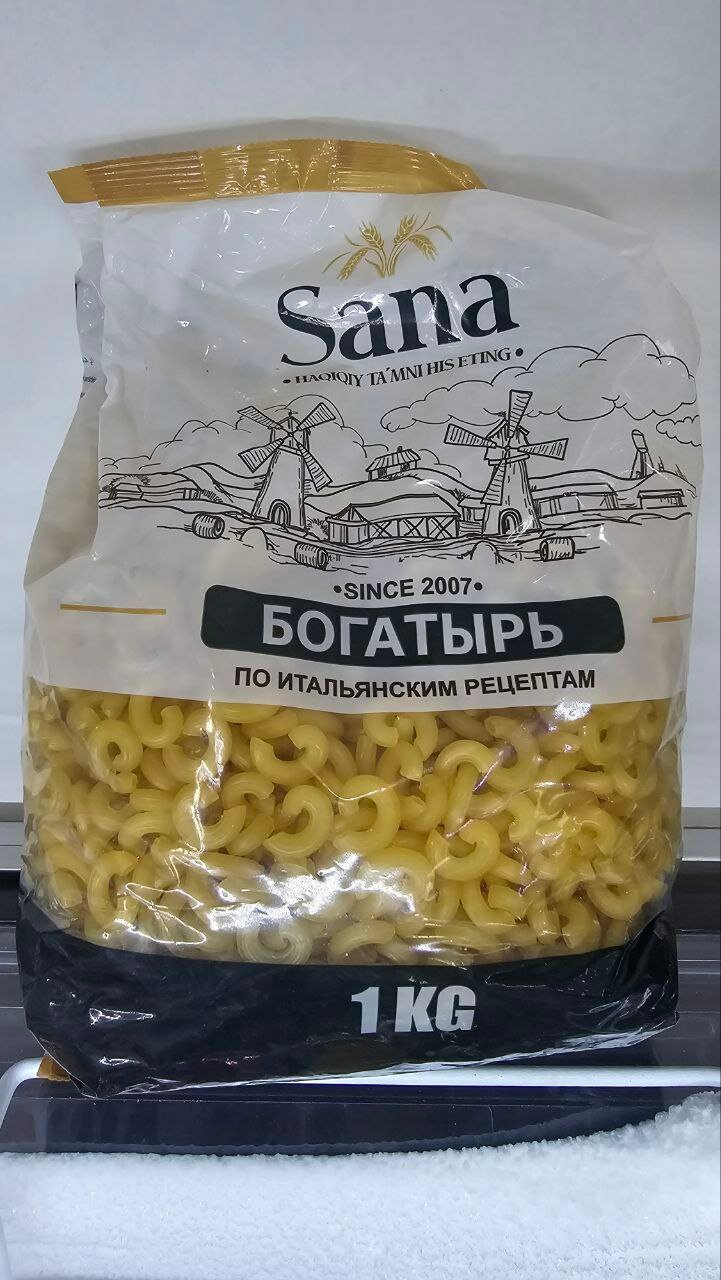 Sana
• HAQIQIY TA'MNI HIS ETING •
•SINCE 2007•
БОГАТЫРЬ
ПО ИТАЛЬЯНСКИМ РЕЦЕПТАМ
1 KG